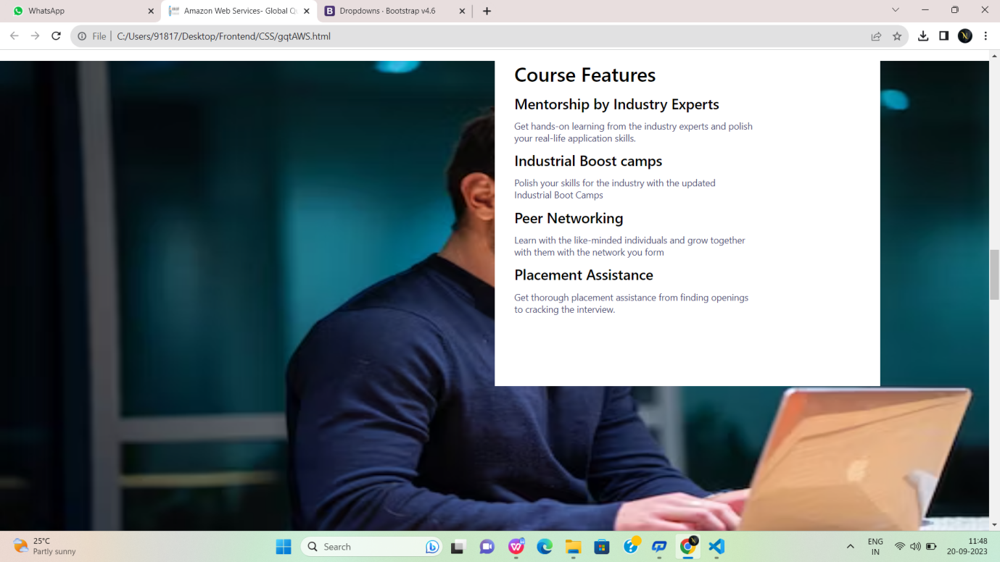 WhatsApp
Amazon Web Services- Global Q
Dropdowns · Bootstrap v4.6
File
C:/Users/91817/Desktop/Frontend/CSS/gqtAWS.html
Course Features
Mentorship by Industry Experts
Get hands-on learning from the industry experts and polish
your real-life application skills.
Industrial Boost camps
Polish your skills for the industry with the updated
Industrial Boot Camps
Peer Networking
Learn with the like-minded individuals and grow together
with them with the network you form
Placement Assistance
Get thorough placement assistance from finding openings
to cracking the interview.
25°C
Partly sunny
Search
ENG
IN
11:48
20-09-2023